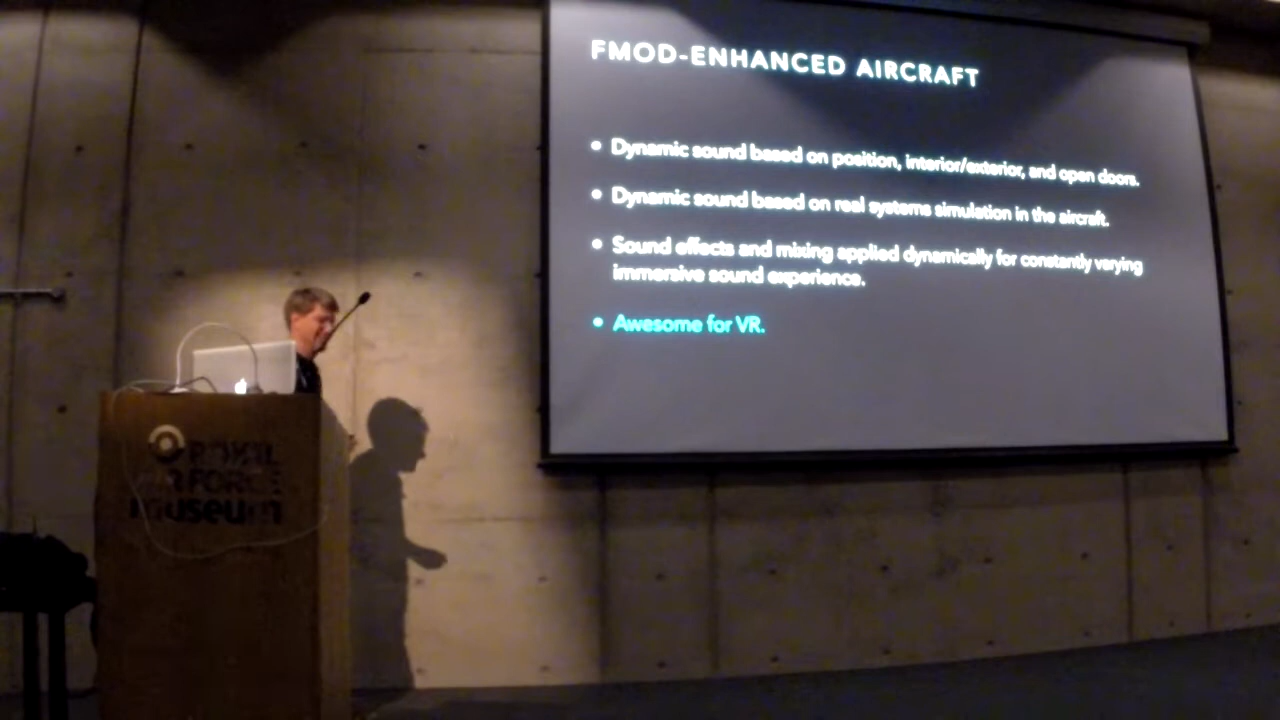 FMOD-ENHANCED AIRCRAFT
• Dynamic sound based on position, interior/exterior, and open doors.
• Dynamic sound based on real systems simulation in the aircraft.
• Sound effects and mixing applied dynamically for constantly varying
immersive sound experience.
• Awesome for VR.
ROYAL
AIR FORCE
museum